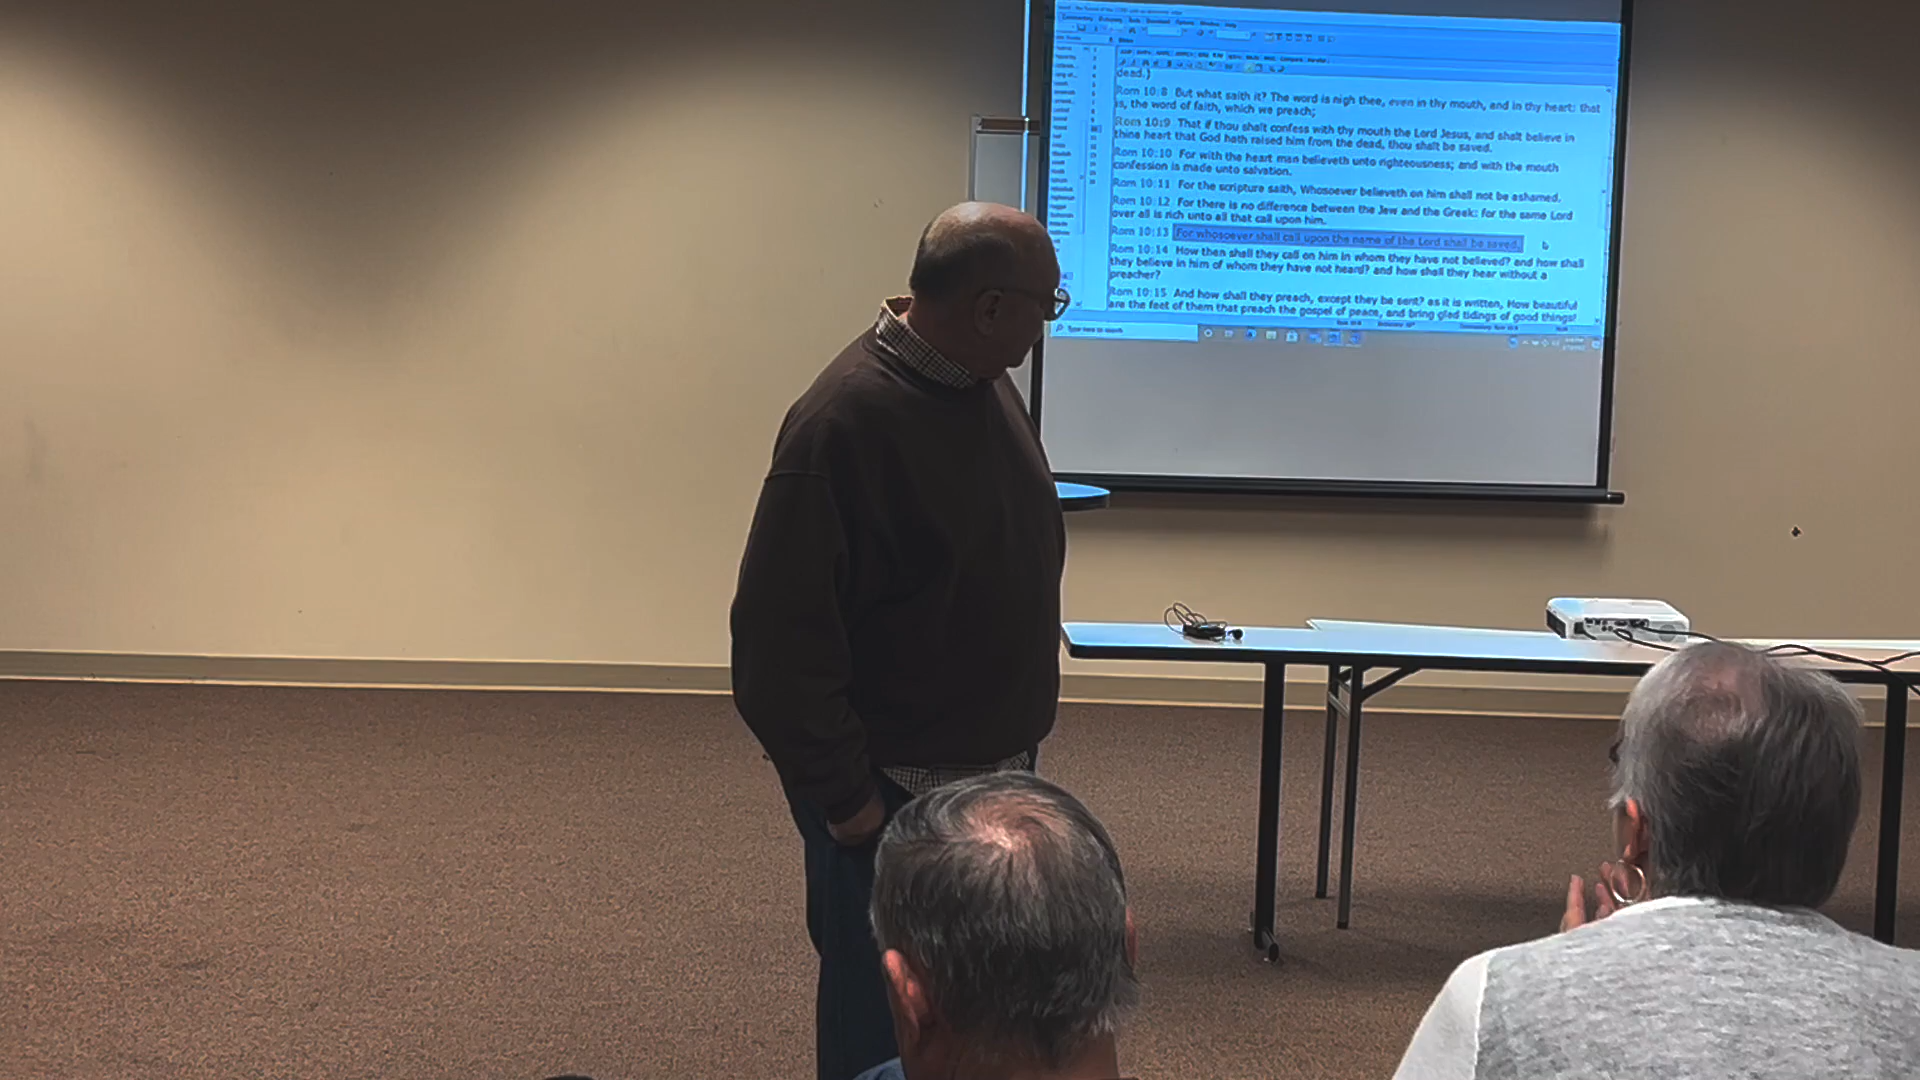 Commentary Dictionary Tools Download Options Window Help
Bibles
Compare Parallel
dead.)
Rom 10:8 But what saith it? The word is nigh thee, even in thy mouth, and in thy heart: that
is, the word of faith, which we preach;
Rom 10:9 That if thou shalt confess with thy mouth the Lord Jesus, and shalt believe in
thine heart that God hath raised him from the dead, thou shalt be saved.
Rom 10:10 For with the heart man believeth unto righteousness; and with the mouth
confession is made unto salvation.
Rom 10:11 For the scripture saith, Whosoever believeth on him shall not be ashamed.
Rom 10:12 For there is no difference between the Jew and the Greek: for the same Lord
over all is rich unto all that call upon him.
Rom 10:13 For whosoever shall call upon the name of the Lord shall be saved.
Rom 10:14 How then shall they call on him in whom they have not believed? and how shall
they believe in him of whom they have not heard? and how shall they hear without a
preacher?
Rom 10:15 And how shall they preach, except they be sent? as it is written, How beautiful
are the feet of them that preach the gospel of peace, and bring glad tidings of good things!
Type here to search